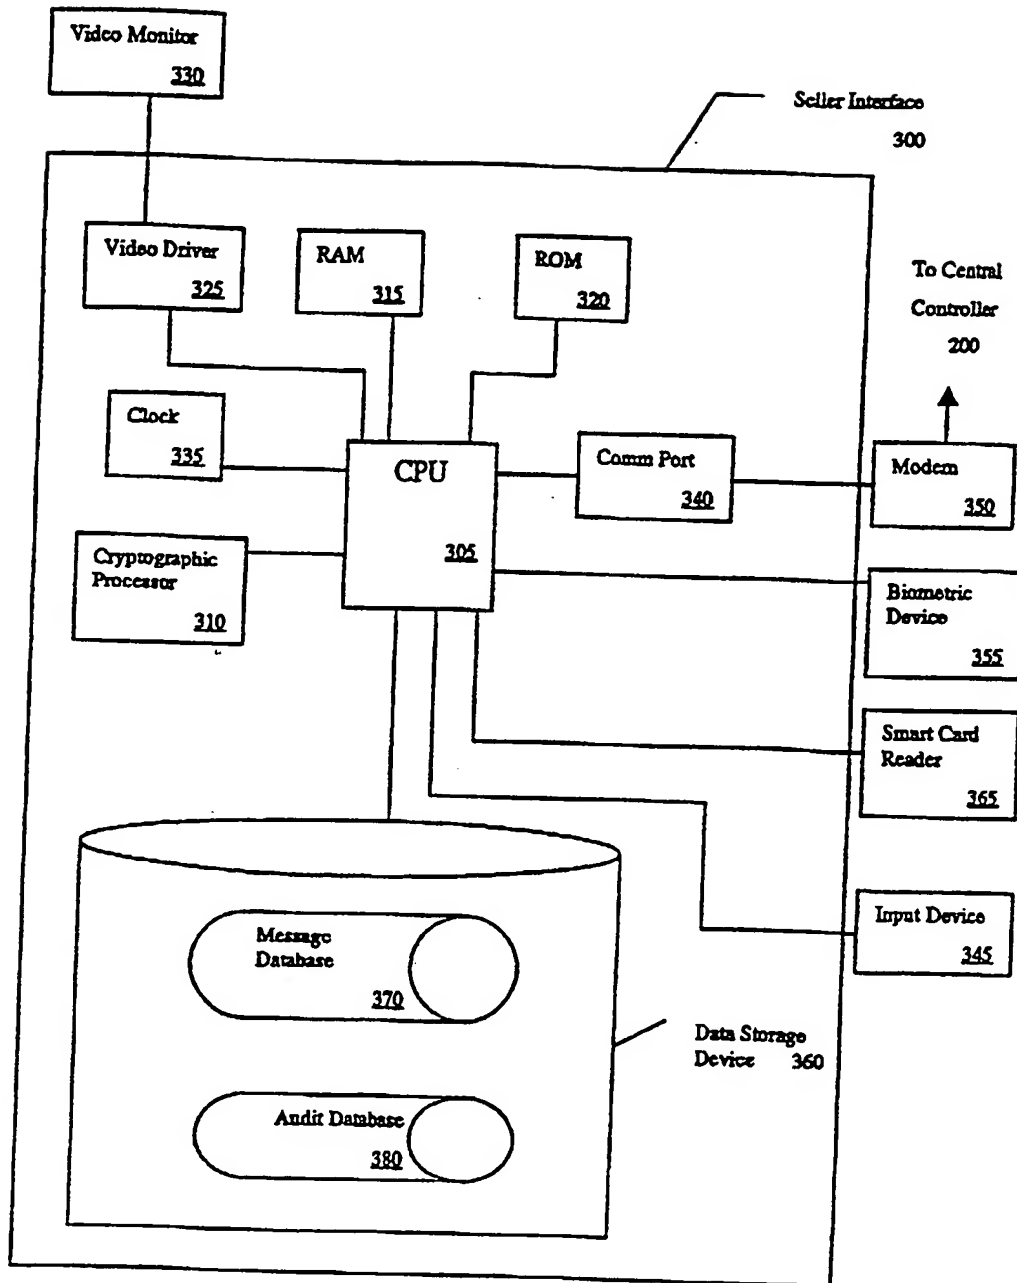 Video Monitor
330
Seller Interface
300
Video Driver
325
RAM
315
ROM
320
To Central
Controller
200
Clock
335
CPU
305
Comm Port
340
Modem
350
Cryptographic
Processor
310
Biometric
Device
355
Smart Card
Reader
365
Message
Database
370
Input Device
345
Data Storage
Device 360
Audit Database
380